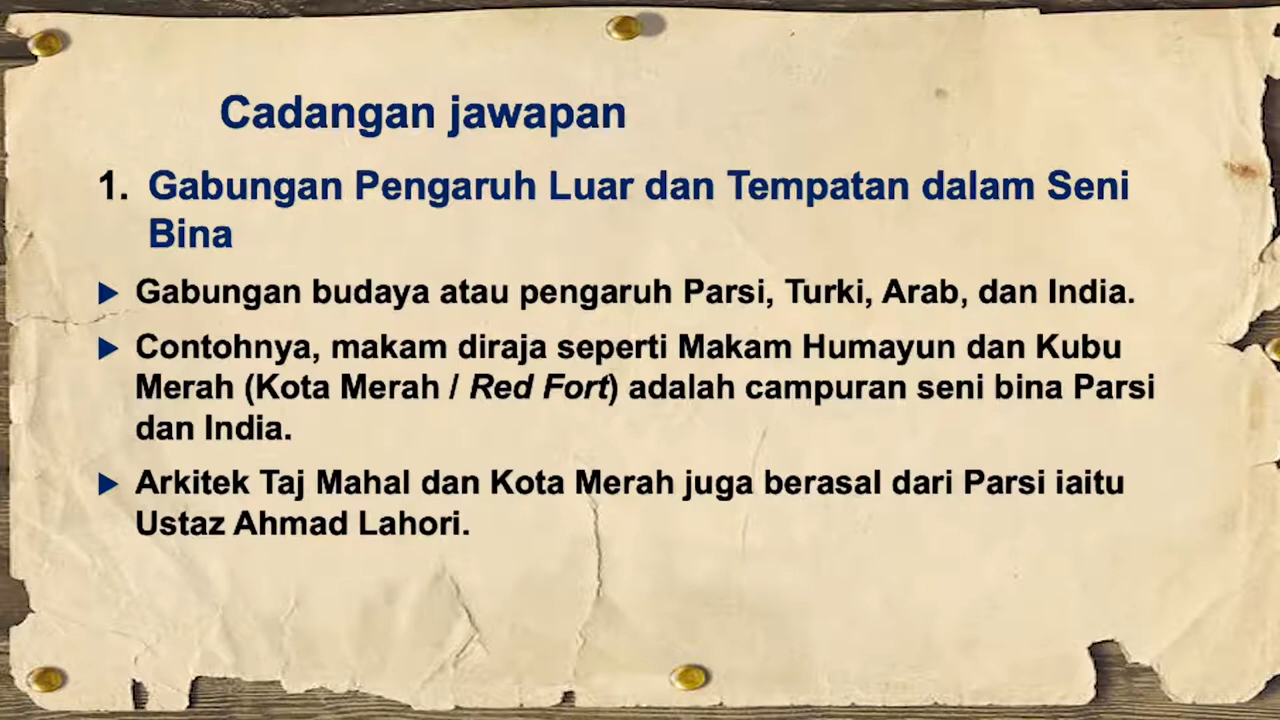 Cadangan jawapan
1. Gabungan Pengaruh Luar dan Tempatan dalam Seni
Bina
Gabungan budaya atau pengaruh Parsi, Turki, Arab, dan India.
Contohnya, makam diraja seperti Makam Humayun dan Kubu
Merah (Kota Merah / Red Fort) adalah campuran seni bina Parsi
dan India.
Arkitek Taj Mahal dan Kota Merah juga berasal dari Parsi iaitu
Ustaz Ahmad Lahori.